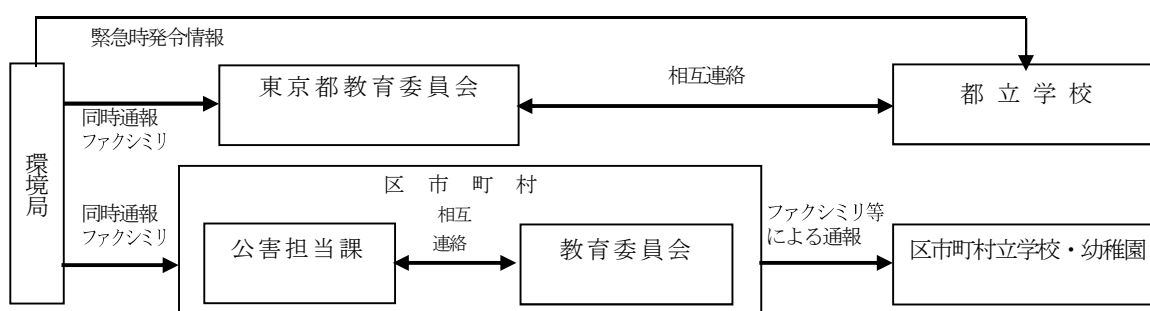 緊急時発令情報
東京都教育委員会
相互連絡
都立学校
同時通報
ファクシミリ
環境局
区市町村
同時通報
ファクシミリ
公害担当課
相互
連絡
教育委員会
ファクシミリ等
による通報
区市町村立学校・幼稚園